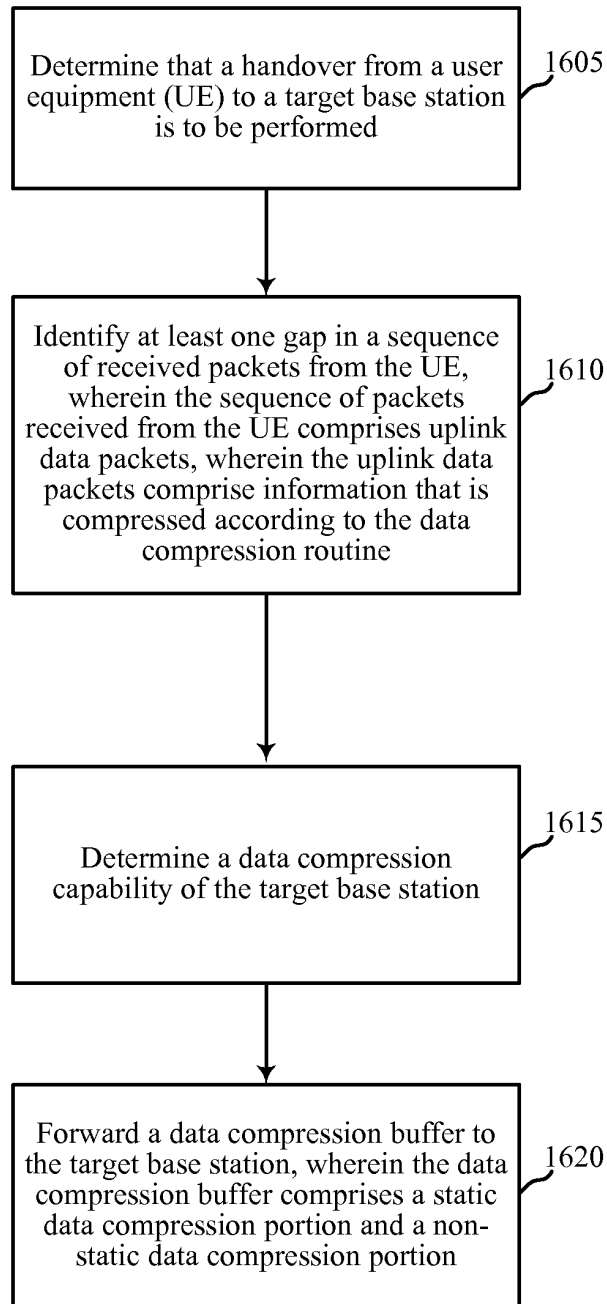 Determine that a handover from a user
equipment (UE) to a target base station
is to be performed
1605
Identify at least one gap in a sequence
of received packets from the UE,
wherein the sequence of packets
received from the UE comprises uplink
data packets, wherein the uplink data
packets comprise information that is
compressed according to the data
compression routine
1610
Determine a data compression
capability of the target base station
1615
Forward a data compression buffer to
the target base station, wherein the data
compression buffer comprises a static
data compression portion and a non-
static data compression portion
1620